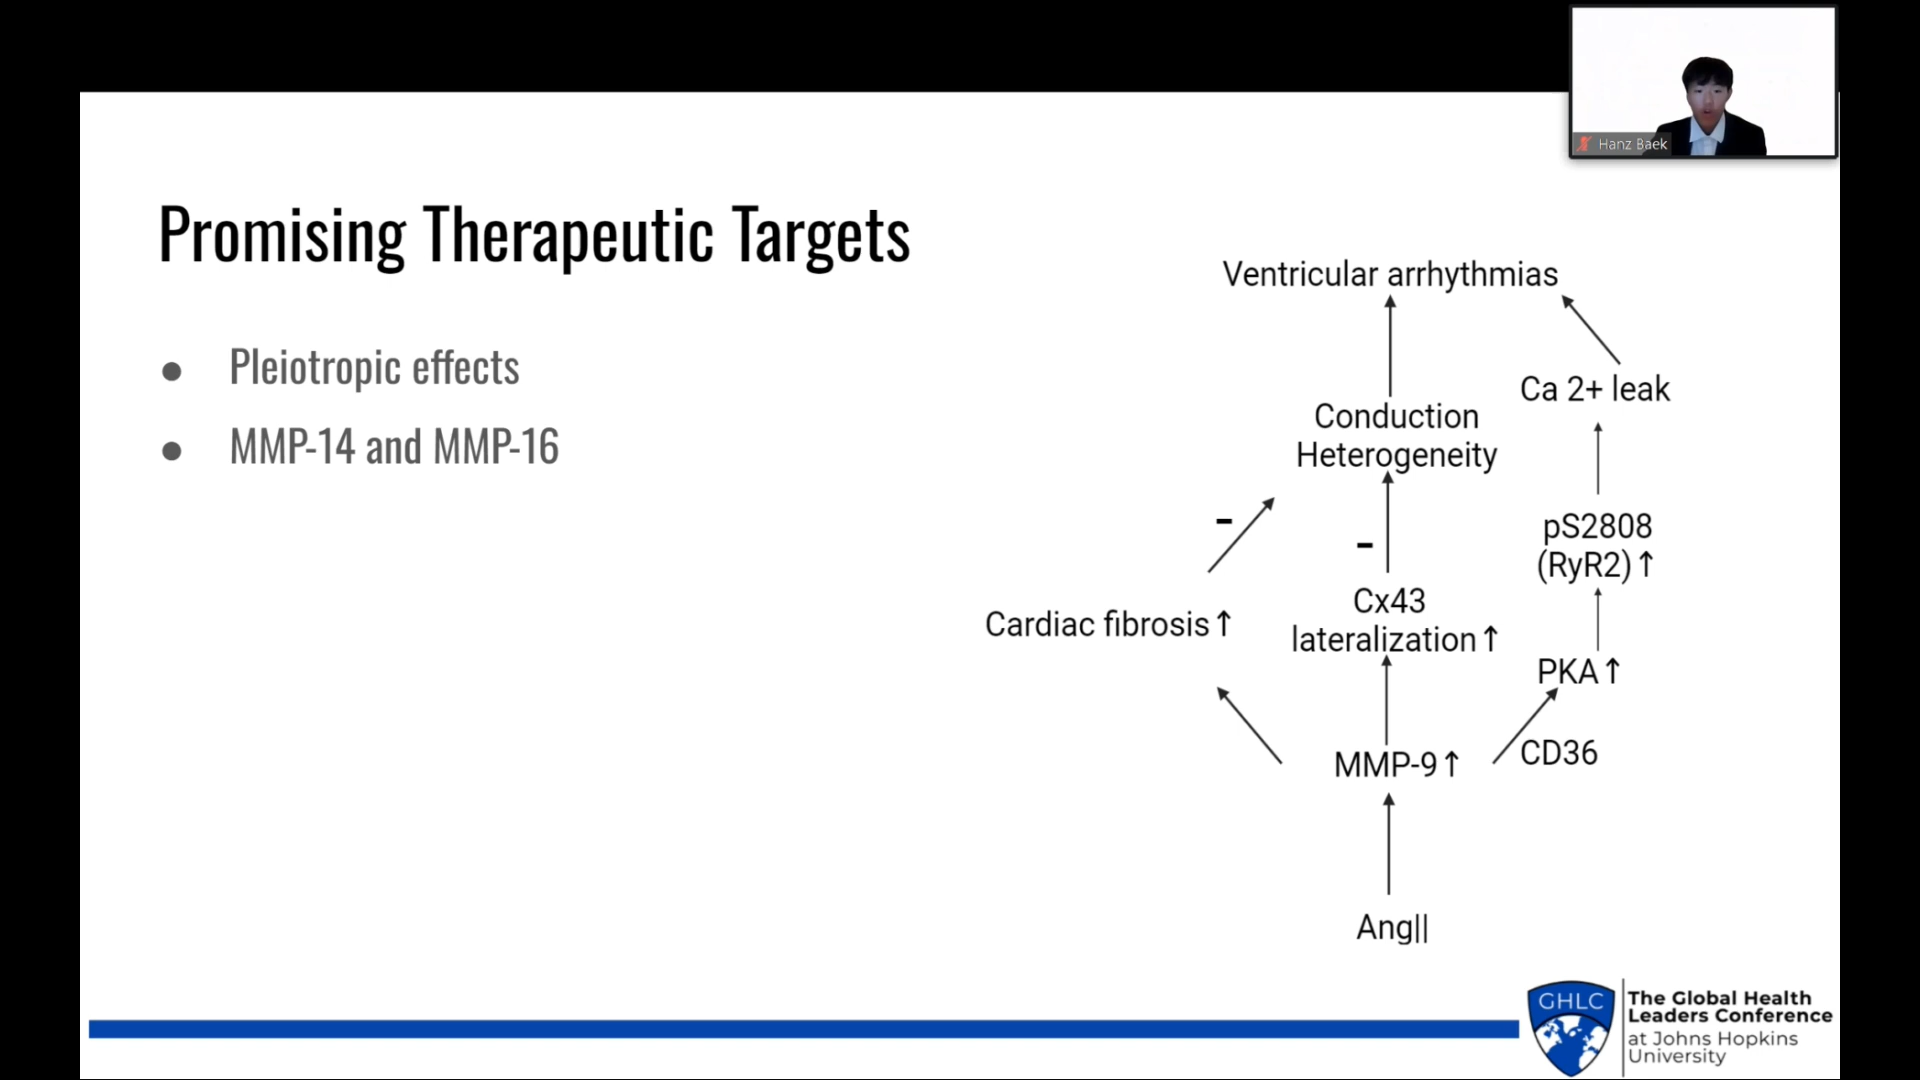 Hanz Baek
Promising Therapeutic Targets
● Pleiotropic effects
● MMP-14 and MMP-16
Ventricular arrhythmias
Ca 2+ leak
Conduction
Heterogeneity
-
-
pS2808
(RyR2)↑
Cardiac fibrosis↑
Cx43
lateralization↑
PKA↑
MMP-9↑
CD36
Ang||
GHLC
The Global Health
Leaders Conference
at Johns Hopkins
University